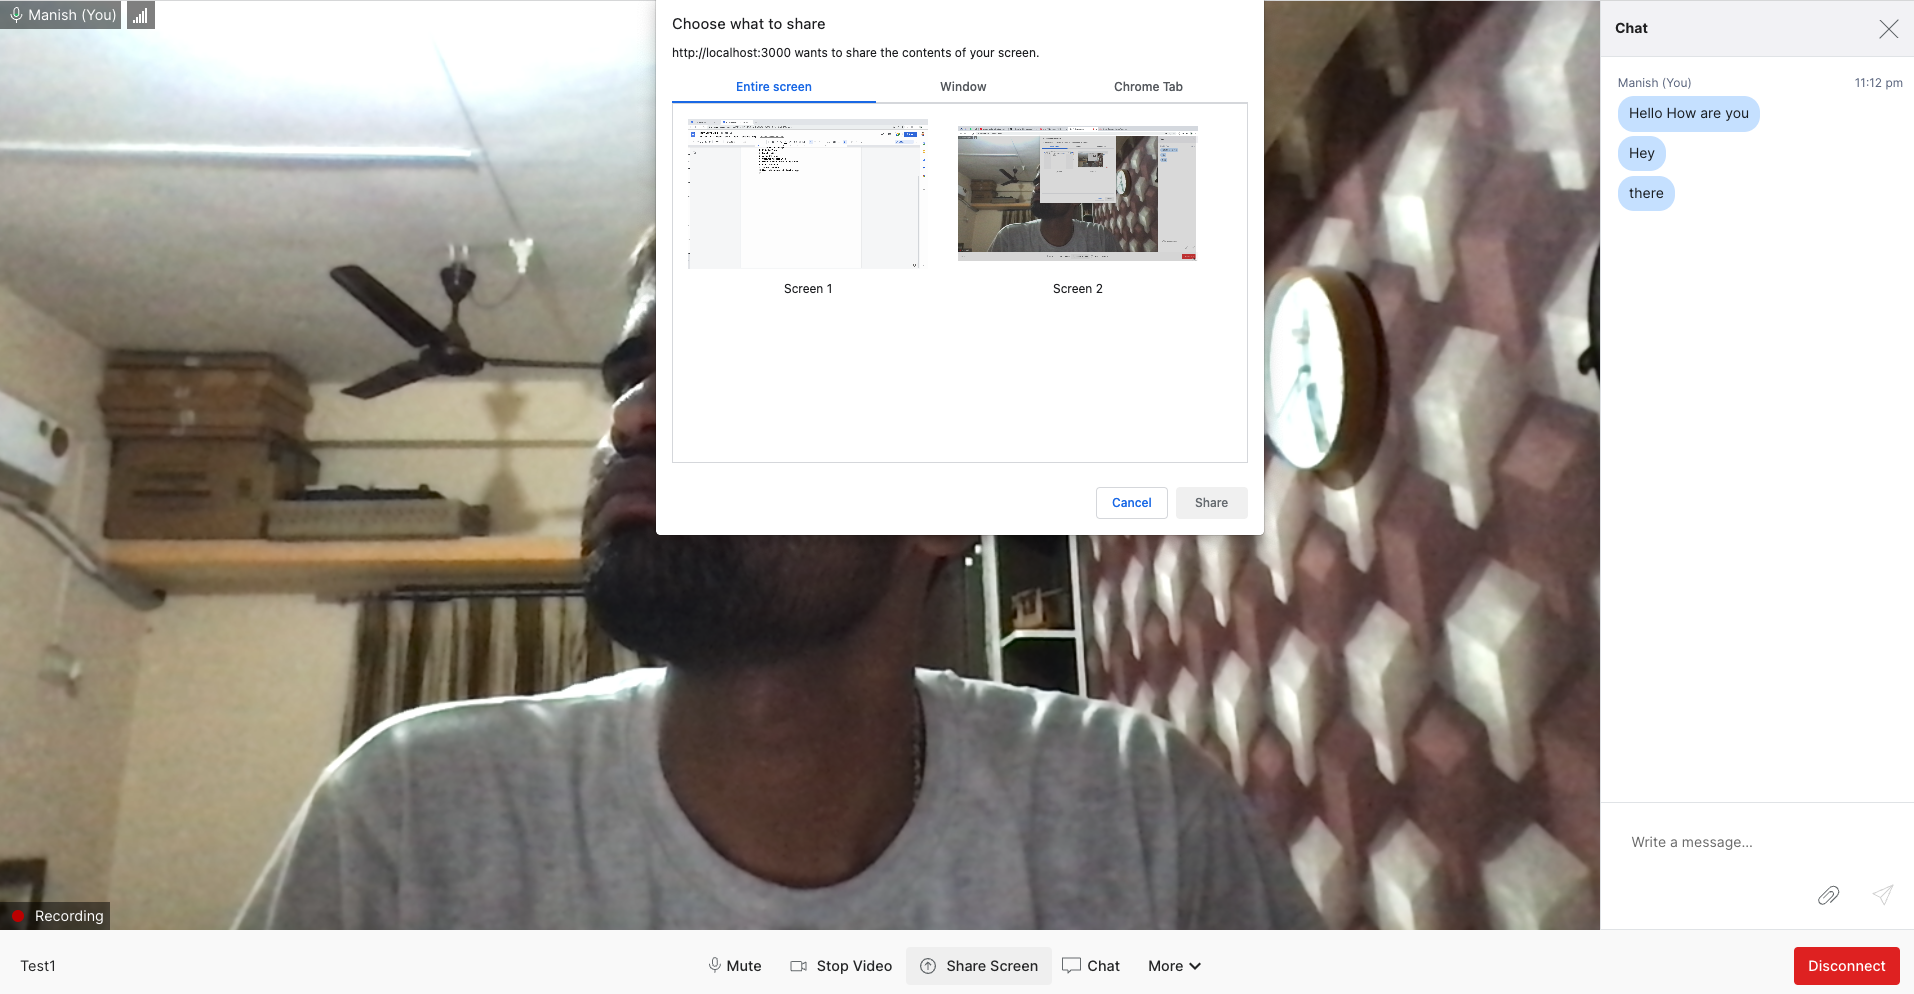 Manish (You)
Choose what to share
http://localhost:3000 wants to share the contents of your screen.
Entire screen
Window
Chrome Tab
Screen 1
Screen 2
Cancel
Share
Chat
Manish (You)
11:12 pm
Hello How are you
Hey
there
Write a message...
Recording
Test1
Mute
Stop Video
Share Screen
Chat
More
Disconnect